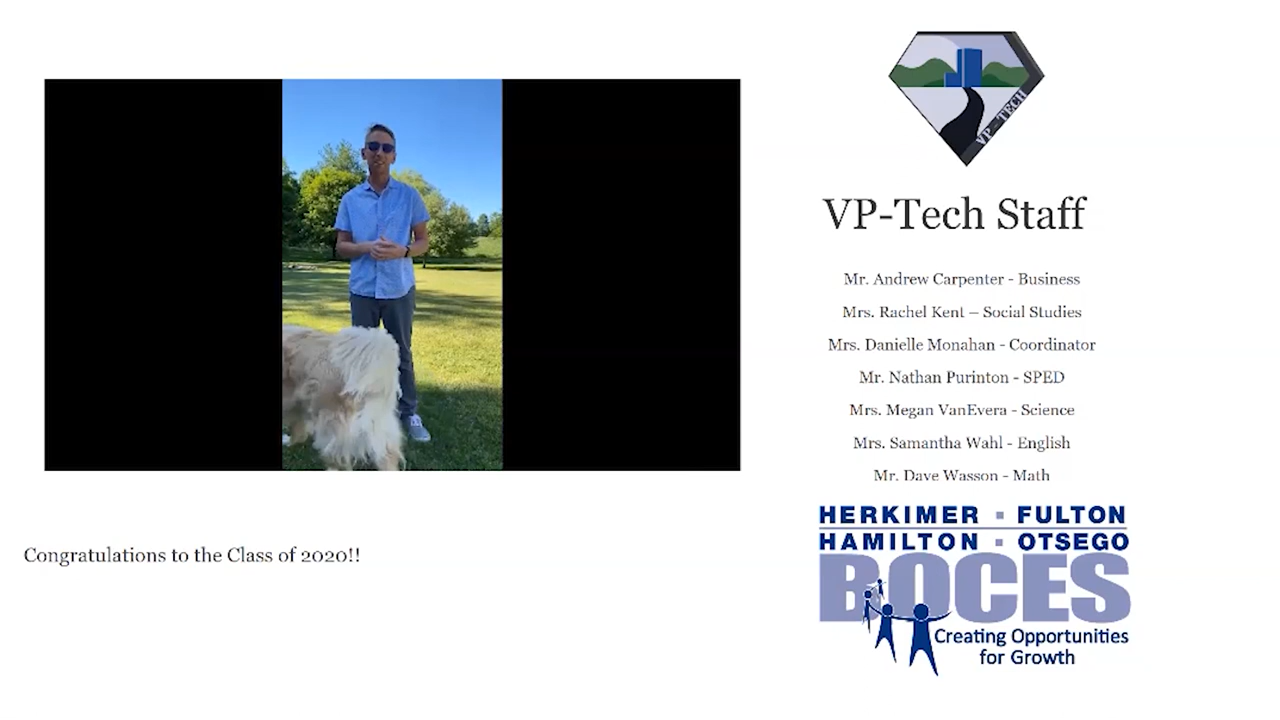 VP - TECH
VP-Tech Staff
Mr. Andrew Carpenter - Business
Mrs. Rachel Kent – Social Studies
Mrs. Danielle Monahan - Coordinator
Mr. Nathan Purinton - SPED
Mrs. Megan VanEvera - Science
Mrs. Samantha Wahl - English
Mr. Dave Wasson - Math
HERKIMER ▪ FULTON
HAMILTON ▪ OTSEGO
BOCES
Creating Opportunities
for Growth
Congratulations to the Class of 2020!!